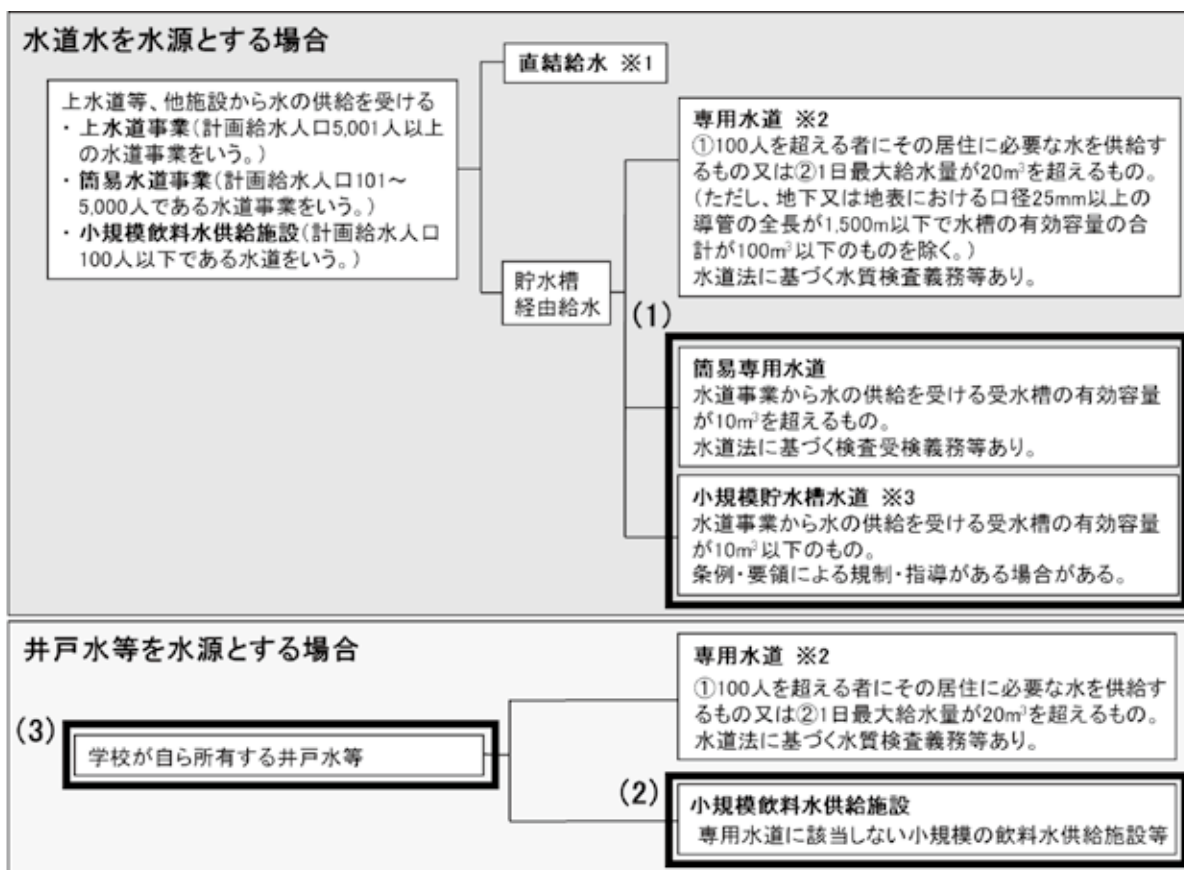 水道水を水源とする場合
上水道等、他施設から水の供給を受ける
・上水道事業(計画給水人口5,001人以上
の水道事業をいう。)
・簡易水道事業(計画給水人口101～
5,000人である水道事業をいう。)
・小規模飲料水供給施設(計画給水人口
100人以下である水道をいう。)
直結給水 ※1
貯水槽
経由給水
専用水道 ※2
①100人を超える者にその居住に必要な水を供給す
るもの又は②1日最大給水量が20m³を超えるもの。
(ただし、地下又は地表における口径25mm以上の
導管の全長が1,500m以下で水槽の有効容量の合
計が100m³以下のものを除く。)
水道法に基づく水質検査義務等あり。
(1)
簡易専用水道
水道事業から水の供給を受ける受水槽の有効容量
が10m³を超えるもの。
水道法に基づく検査受検義務等あり。
小規模貯水槽水道 ※3
水道事業から水の供給を受ける受水槽の有効容量
が10m³以下のもの。
条例・要領による規制・指導がある場合がある。
井戸水等を水源とする場合
(3)
学校が自ら所有する井戸水等
専用水道 ※2
①100人を超える者にその居住に必要な水を供給す
るもの又は②1日最大給水量が20m³を超えるもの。
水道法に基づく水質検査義務等あり。
(2)
小規模飲料水供給施設
専用水道に該当しない小規模の飲料水供給施設等